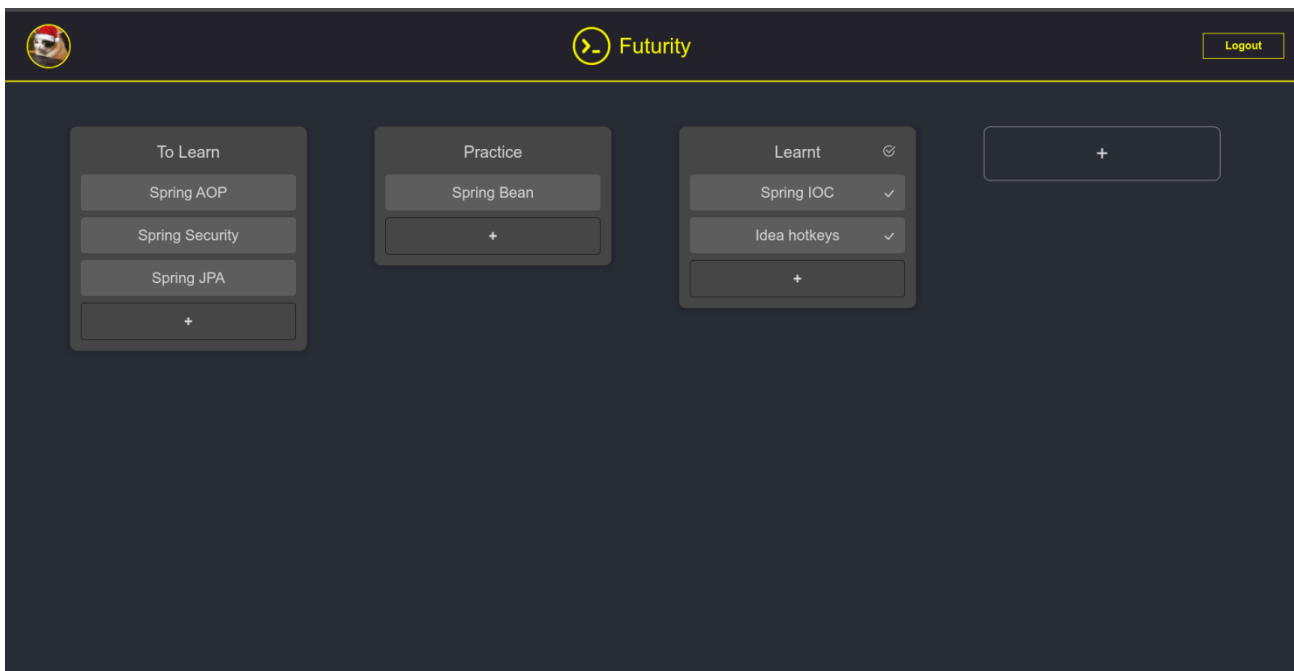 Futurity
Logout
To Learn
Spring AOP
Spring Security
Spring JPA
+
Practice
Spring Bean
+
Learnt
Spring IOC
Idea hotkeys
+
+